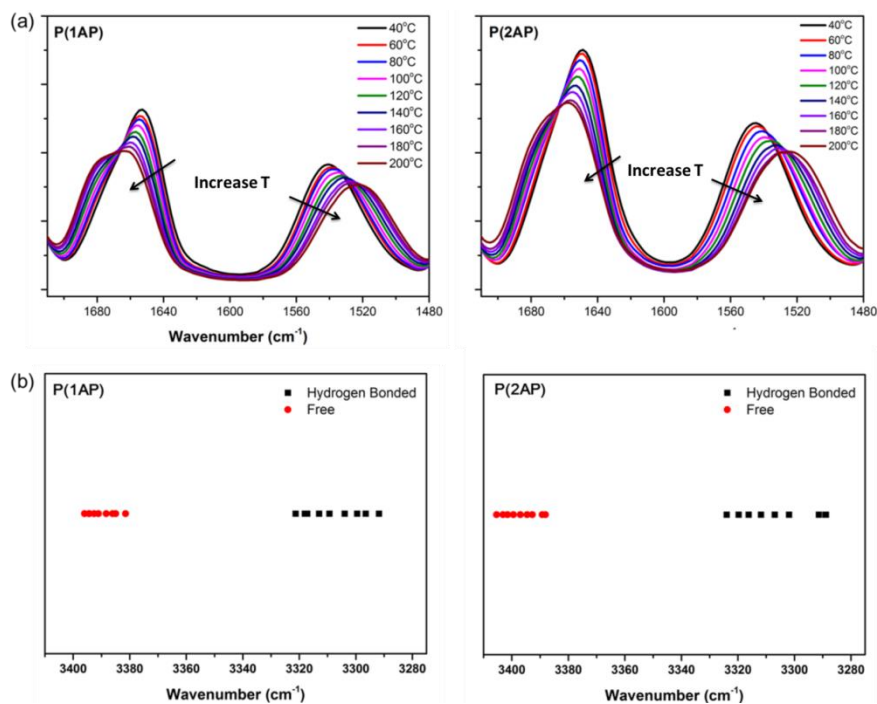 (a)
P(1AP)
40°C
60°C
80°C
100°C
120°C
140°C
160°C
180°C
200°C
Increase T
1680 1640 1600 1560 1520 1480
Wavenumber (cm-1)
P(2AP)
40°C
60°C
80°C
100°C
120°C
140°C
160°C
180°C
200°C
Increase T
1680 1640 1600 1560 1520 1480
Wavenumber (cm-1)
(b)
P(1AP)
Hydrogen Bonded
Free
3400 3380 3360 3340 3320 3300 3280
Wavenumber (cm-1)
P(2AP)
Hydrogen Bonded
Free
3400 3380 3360 3340 3320 3300 3280
Wavenumber (cm-1)